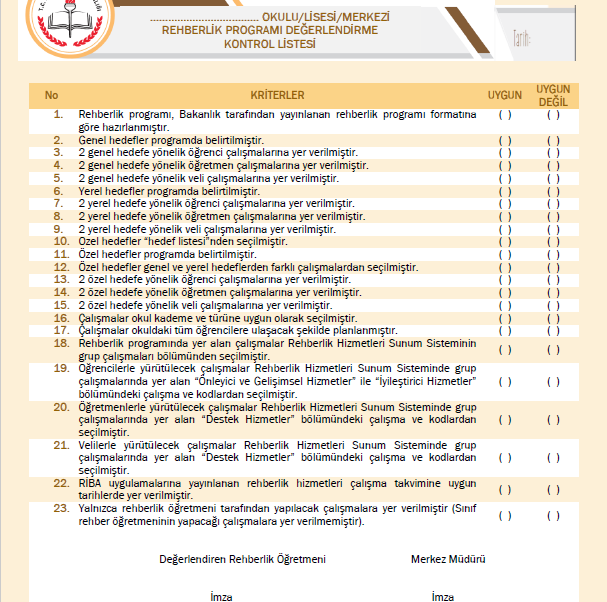 ..................................... OKULU/LİSESİ/MERKEZİ
REHBERLİK PROGRAMI DEĞERLENDİRME
KONTROL LİSTESİ
Tarih:
No KRİTERLER UYGUN UYGUN DEĞİL
1. Rehberlik programı, Bakanlık tarafından yayınlanan rehberlik programı formatına ( ) ( )
göre hazırlanmıştır.
2. Genel hedefler programda belirtilmiştir. ( ) ( )
3. 2 genel hedefe yönelik öğrenci çalışmalarına yer verilmiştir. ( ) ( )
4. 2 genel hedefe yönelik öğretmen çalışmalarına yer verilmiştir. ( ) ( )
5. 2 genel hedefe yönelik veli çalışmalarına yer verilmiştir. ( ) ( )
6. Yerel hedefler programda belirtilmiştir. ( ) ( )
7. 2 yerel hedefe yönelik öğrenci çalışmalarına yer verilmiştir. ( ) ( )
8. 2 yerel hedefe yönelik öğretmen çalışmalarına yer verilmiştir. ( ) ( )
9. 2 yerel hedefe yönelik veli çalışmalarına yer verilmiştir. ( ) ( )
10. Özel hedefler “hedef listesi”nden seçilmiştir. ( ) ( )
11. Özel hedefler programda belirtilmiştir. ( ) ( )
12. Özel hedefler genel ve yerel hedeflerden farklı çalışmalardan seçilmiştir. ( ) ( )
13. 2 özel hedefe yönelik öğrenci çalışmalarına yer verilmiştir. ( ) ( )
14. 2 özel hedefe yönelik öğretmen çalışmalarına yer verilmiştir. ( ) ( )
15. 2 özel hedefe yönelik veli çalışmalarına yer verilmiştir. ( ) ( )
16. Çalışmalar okul kademe ve türüne uygun olarak seçilmiştir. ( ) ( )
17. Çalışmalar okuldaki tüm öğrencilere ulaşacak şekilde planlanmıştır. ( ) ( )
18. Rehberlik programında yer alan çalışmalar Rehberlik Hizmetleri Sunum Sisteminin ( ) ( )
grup çalışmaları bölümünden seçilmiştir.
19. Öğrencilerle yürütülecek çalışmalar Rehberlik Hizmetleri Sunum Sisteminde grup
çalışmalarında yer alan “Önleyici ve Gelişimsel Hizmetler” ile “İyileştirici Hizmetler” ( ) ( )
bölümündeki çalışma ve kodlardan seçilmiştir.
20. Öğretmenlerle yürütülecek çalışmalar Rehberlik Hizmetleri Sunum Sisteminde grup
çalışmalarında yer alan “Destek Hizmetler” bölümündeki çalışma ve kodlardan ( ) ( )
seçilmiştir.
21. Velilerle yürütülecek çalışmalar Rehberlik Hizmetleri Sunum Sisteminde grup
çalışmalarında yer alan “Destek Hizmetler” bölümündeki çalışma ve kodlardan ( ) ( )
seçilmiştir.
22. RİBA uygulamalarına yayınlanan rehberlik hizmetleri çalışma takvimine uygun ( ) ( )
tarihlerde yer verilmiştir.
23. Yalnızca rehberlik öğretmeni tarafından yapılacak çalışmalara yer verilmiştir (Sınıf ( ) ( )
rehber öğretmeninin yapacağı çalışmalara yer verilmemiştir).
Değerlendiren Rehberlik Öğretmeni Merkez Müdürü
İmza İmza